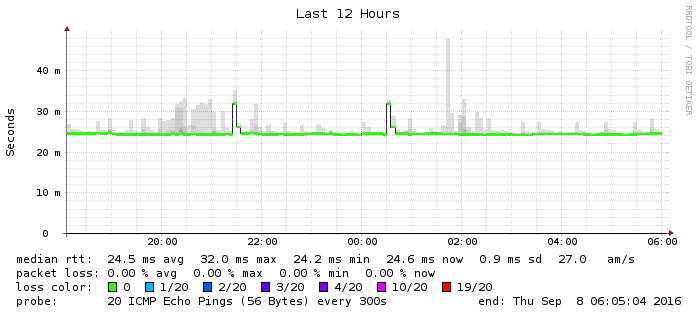 Last 12 Hours
RRDTOOL / TOBI OETIKER
Seconds
40 m
30 m
20 m
10 m
0
20:00 22:00 00:00 02:00 04:00 06:00
median rtt: 24.5 ms avg 32.0 ms max 24.2 ms min 24.6 ms now 0.9 ms sd 27.0 am/s
packet loss: 0.00 % avg 0.00 % max 0.00 % min 0.00 % now
loss color: 0 1/20 2/20 3/20 4/20 10/20 19/20
probe: 20 ICMP Echo Pings (56 Bytes) every 300s end: Thu Sep 8 06:05:04 2016